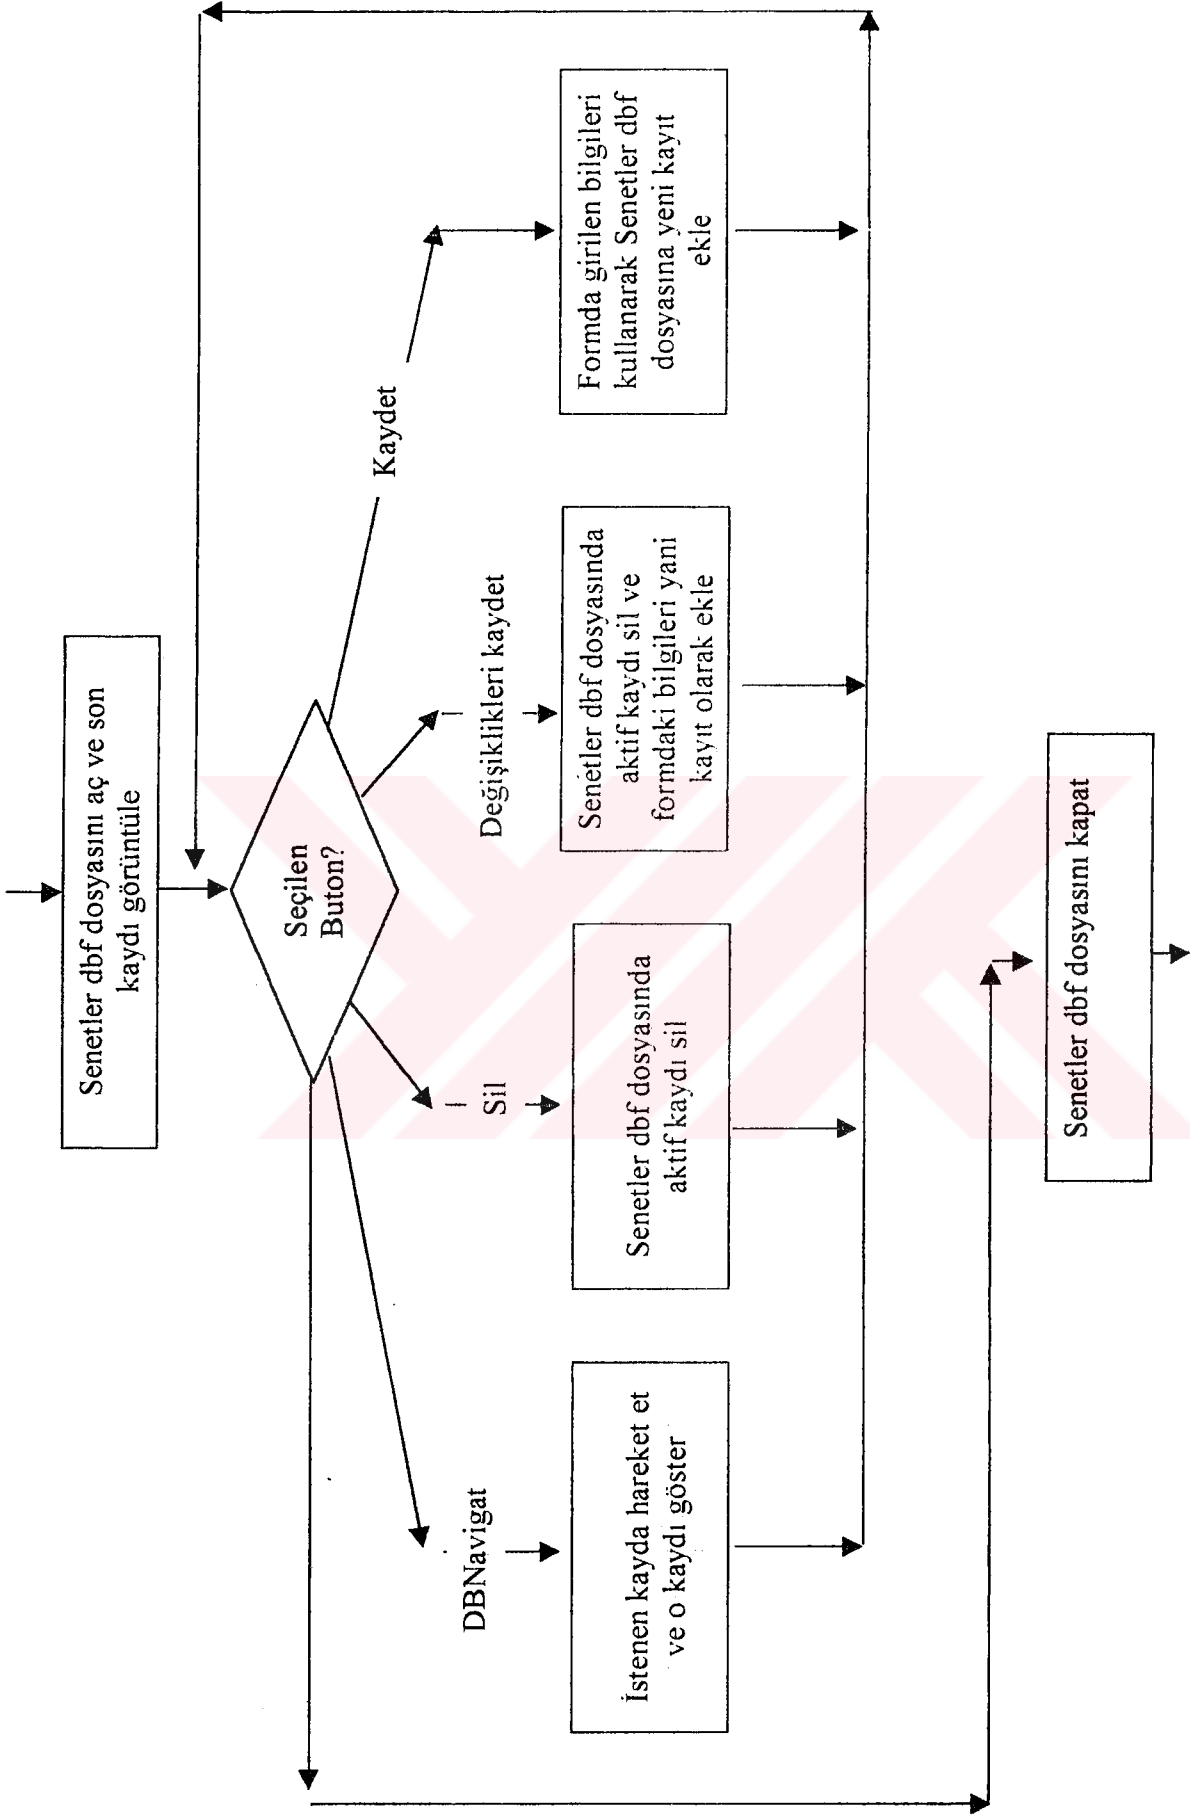 Senetler dbf dosyasını aç ve son
kaydı görüntüle
Seçilen
Buton?
DBNavigat
Sil
Değişiklikleri kaydet
Kaydet
İstenen kayda hareket et
ve o kaydı göster
Senetler dbf dosyasında
aktif kaydı sil
Senetler dbf dosyasında
aktif kaydı sil ve
formdaki bilgileri yani
kayıt olarak ekle
Formda girilen bilgileri
kullanarak Senetler dbf
dosyasına yeni kayıt
ekle
Senetler dbf dosyasını kapat